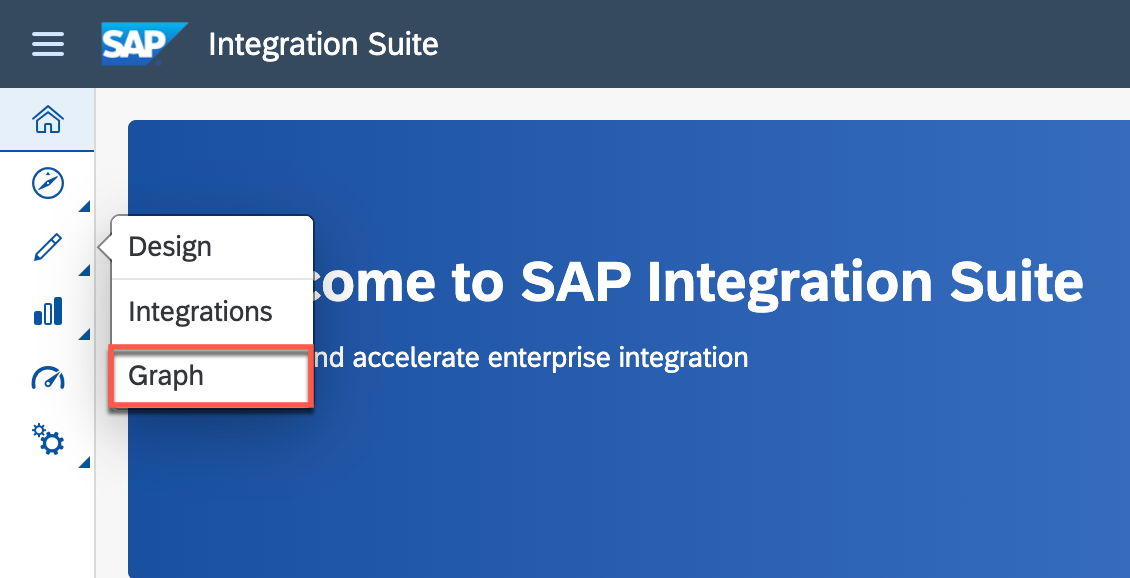 SAP Integration Suite
Design
come to SAP Integration Suite
Integrations
nd accelerate enterprise integration
Graph